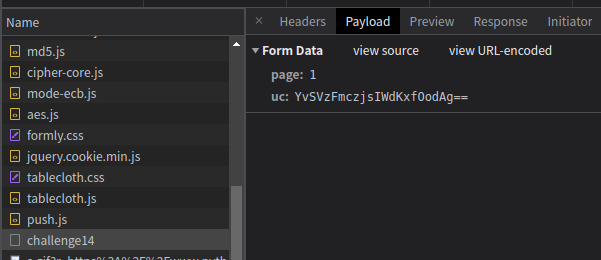 Name
md5.js
cipher-core.js
mode-ecb.js
aes.js
formly.css
jquery.cookie.min.js
tablecloth.css
tablecloth.js
push.js
challenge14
× Headers Payload Preview Response Initiator
▼ Form Data view source view URL-encoded
page: 1
uc: YvSVzFmczjsIWdKxfOodAg==